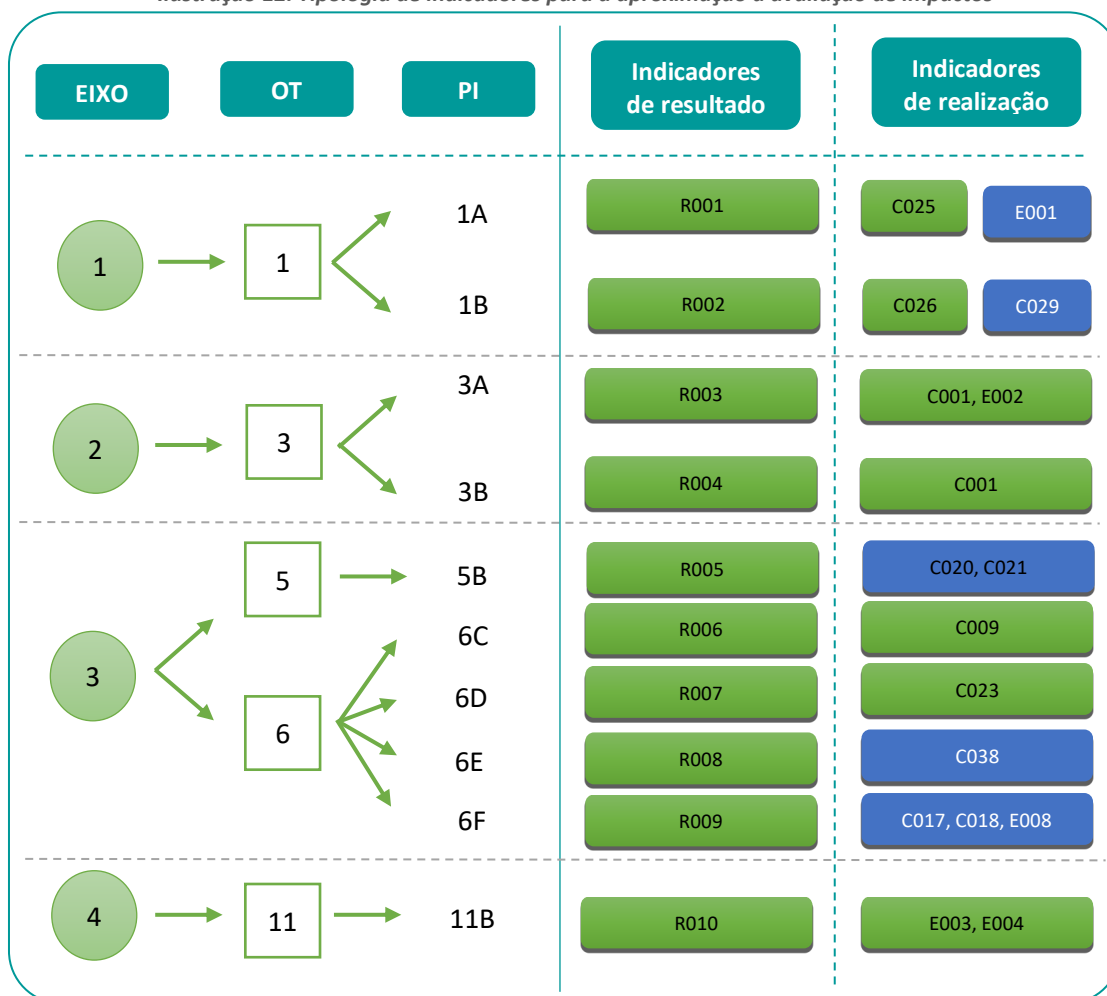 EIXO
OT
PI
Indicadores
de resultado
Indicadores
de realização
1
1
1A
R001
C025
E001
1B
R002
C026
C029
2
3
3A
R003
C001, E002
3B
R004
C001
3
5
5B
R005
C020, C021
6
6C
R006
C009
6D
R007
C023
6E
R008
C038
6F
R009
C017, C018, E008
4
11
11B
R010
E003, E004